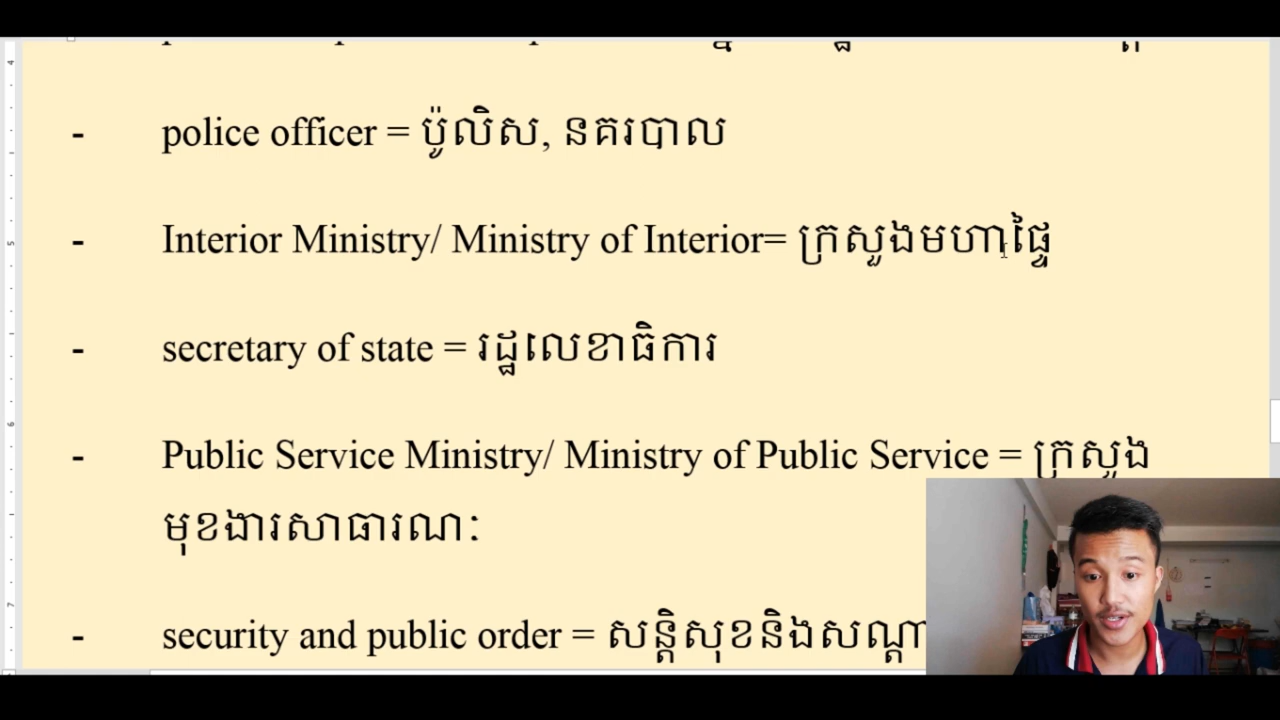 - police officer = ប៉ូលិស, នគរបាល
- Interior Ministry/ Ministry of Interior= ក្រសួងមហាផ្ទៃ
- secretary of state = រដ្ឋលេខាធិការ
- Public Service Ministry/ Ministry of Public Service = ក្រសួង
មុខងារសាធារណៈ
- security and public order = សន្តិសុខនិង